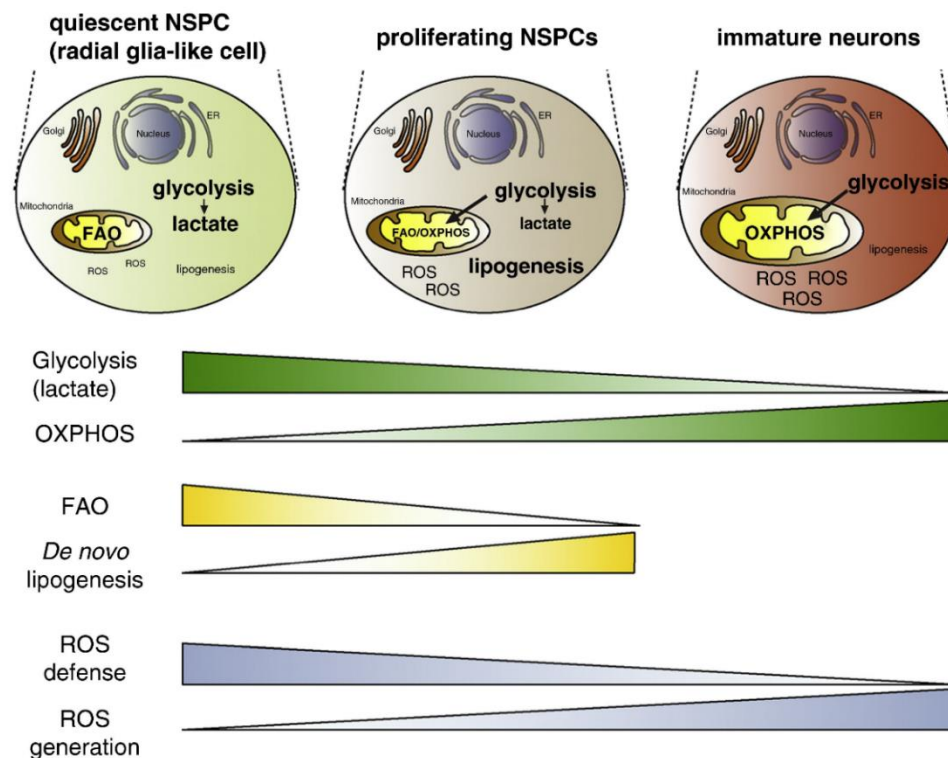 quiescent NSPC
(radial glia-like cell)
proliferating NSPCs
immature neurons
Golgi
Nucleus
ER
glycolysis
lactate
Mitochondria
FAO
ROS
ROS
lipogenesis
Golgi
Nucleus
ER
glycolysis
lactate
Mitochondria
FAO/OXPHOS
lipogenesis
ROS
ROS
Golgi
Nucleus
ER
glycolysis
Mitochondria
OXPHOS
lipogenesis
ROS ROS
ROS
Glycolysis
(lactate)
OXPHOS
FAO
De novo
lipogenesis
ROS
defense
ROS
generation